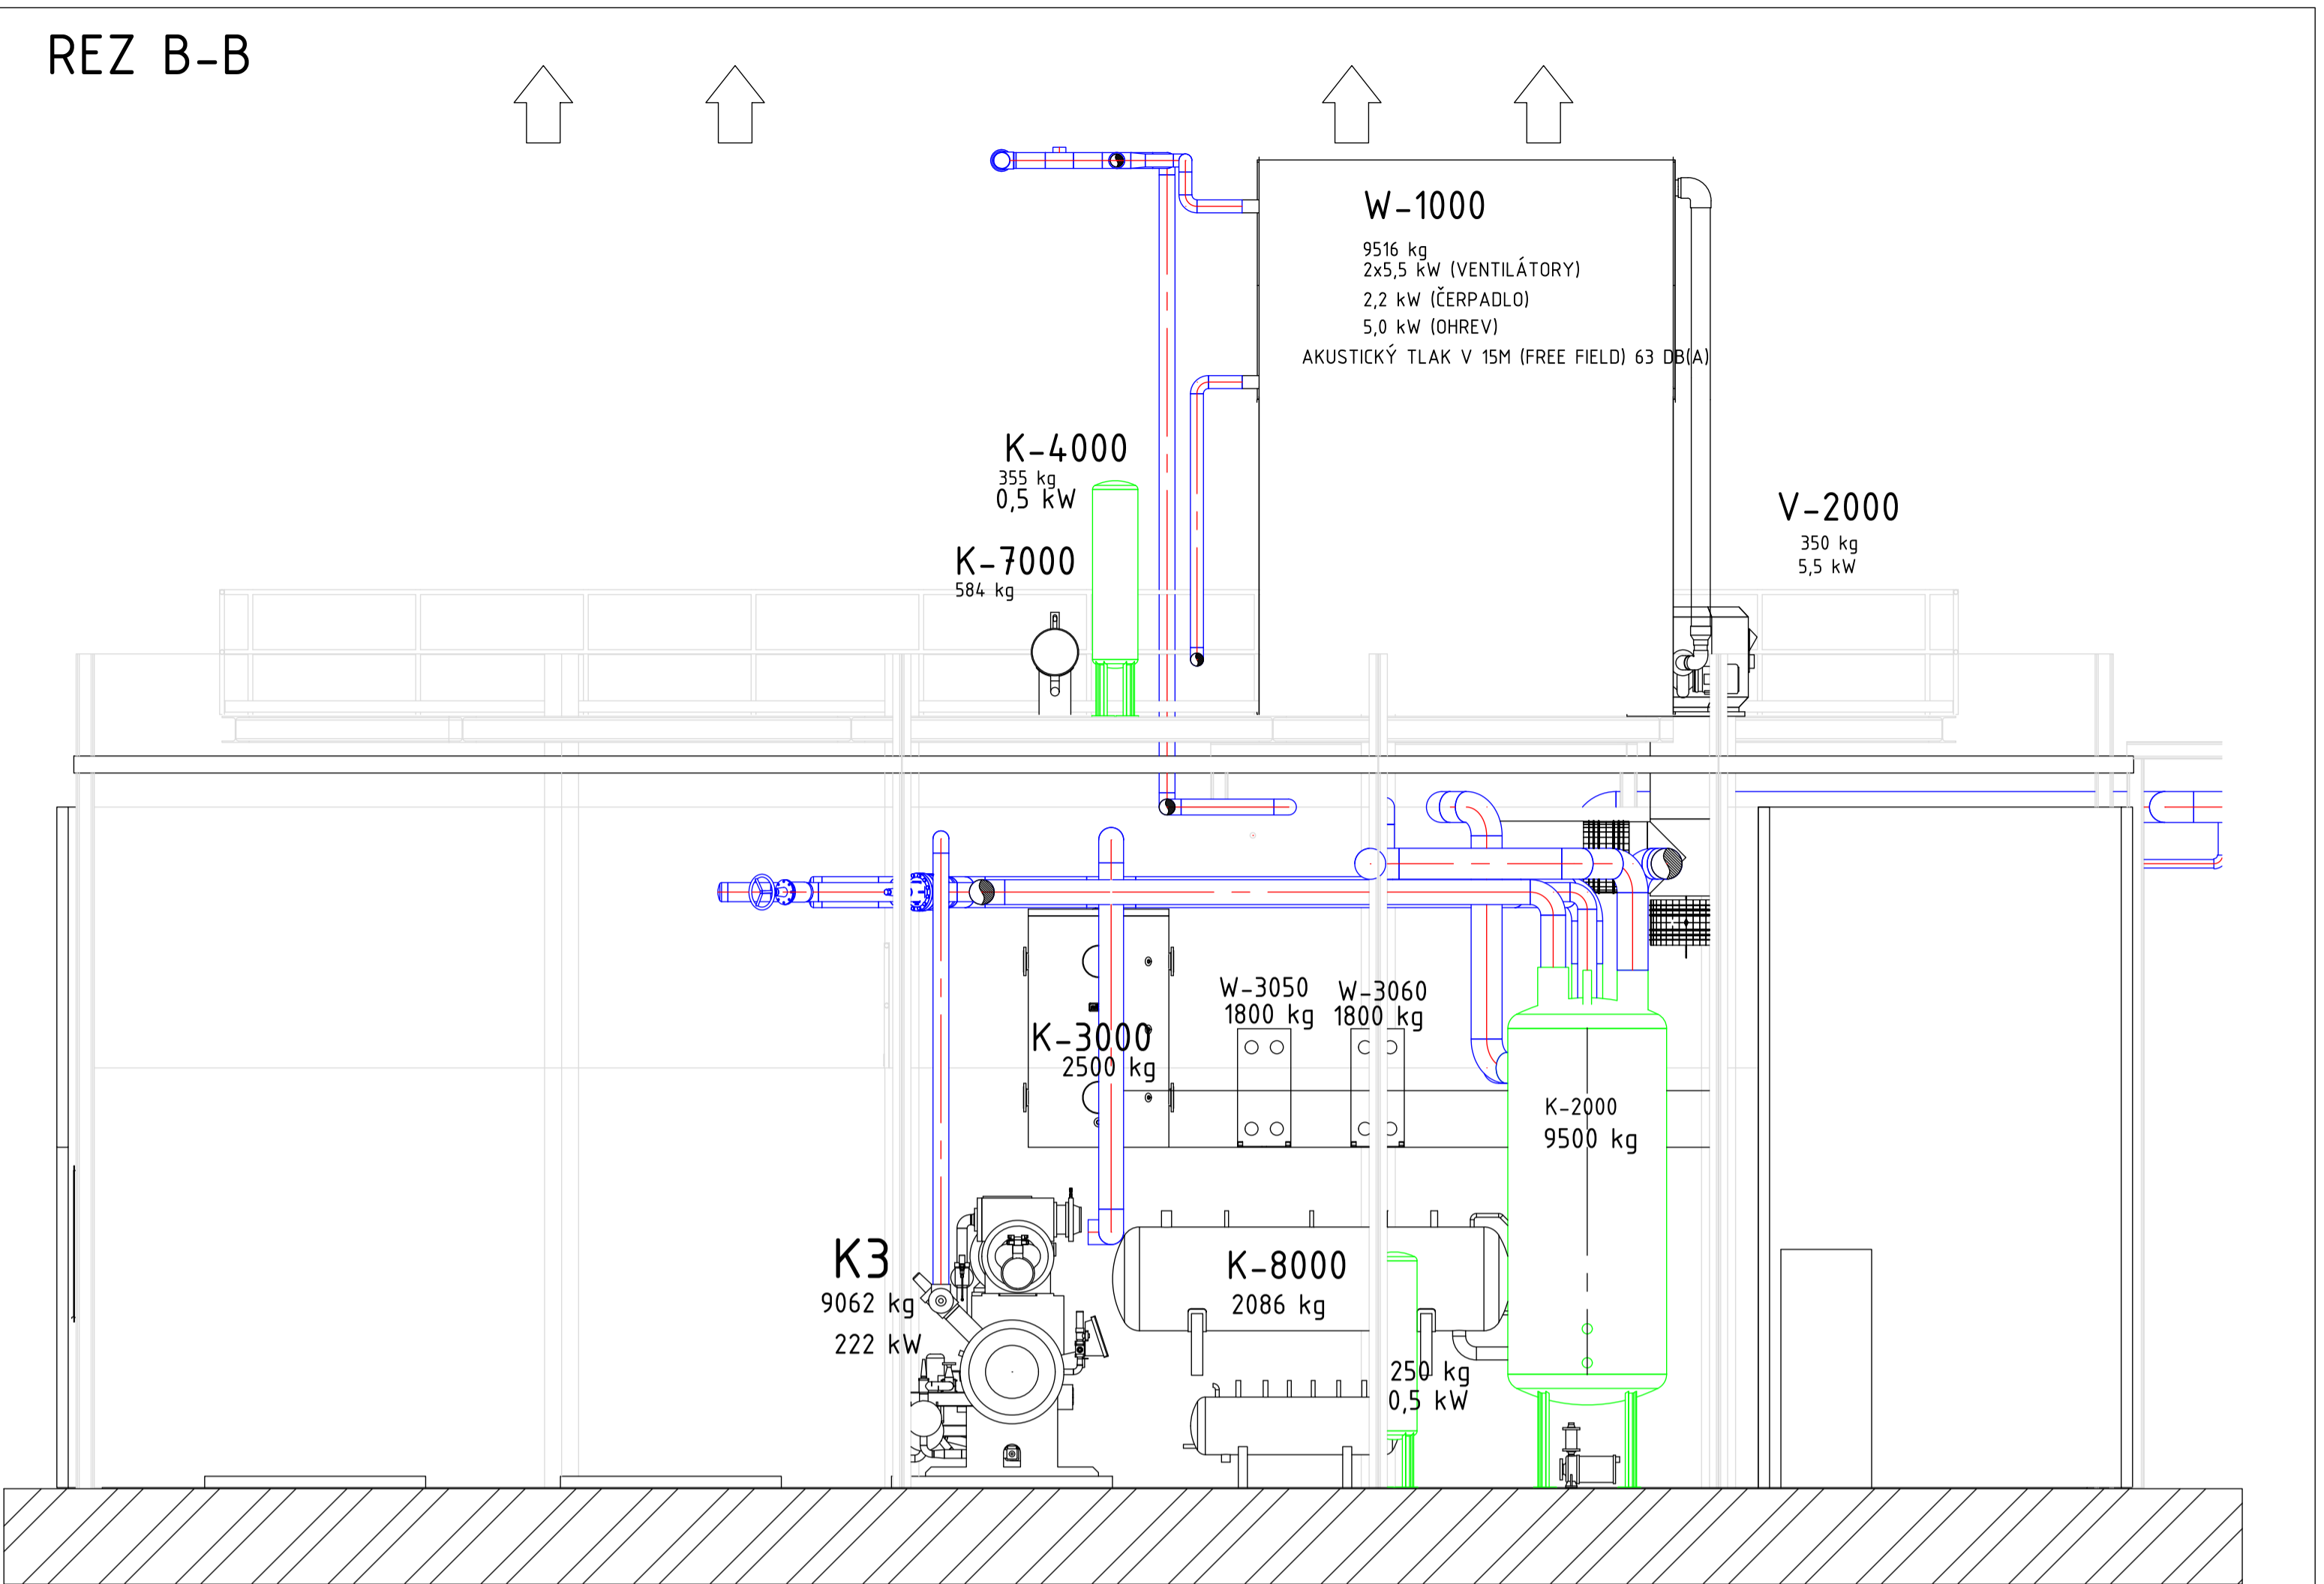 REZ B-B
W-1000
9516 kg
2x5,5 kW (VENTILÁTORY)
2,2 kW (ČERPADLO)
5,0 kW (OHREV)
AKUSTICKÝ TLAK V 15M (FREE FIELD) 63 DB(A)
K-4000
355 kg
0,5 kW
K-7000
584 kg
V-2000
350 kg
5,5 kW
W-3050
1800 kg
W-3060
1800 kg
K-3000
2500 kg
K-2000
9500 kg
K3
9062 kg
222 kW
K-8000
2086 kg
250 kg
0,5 kW